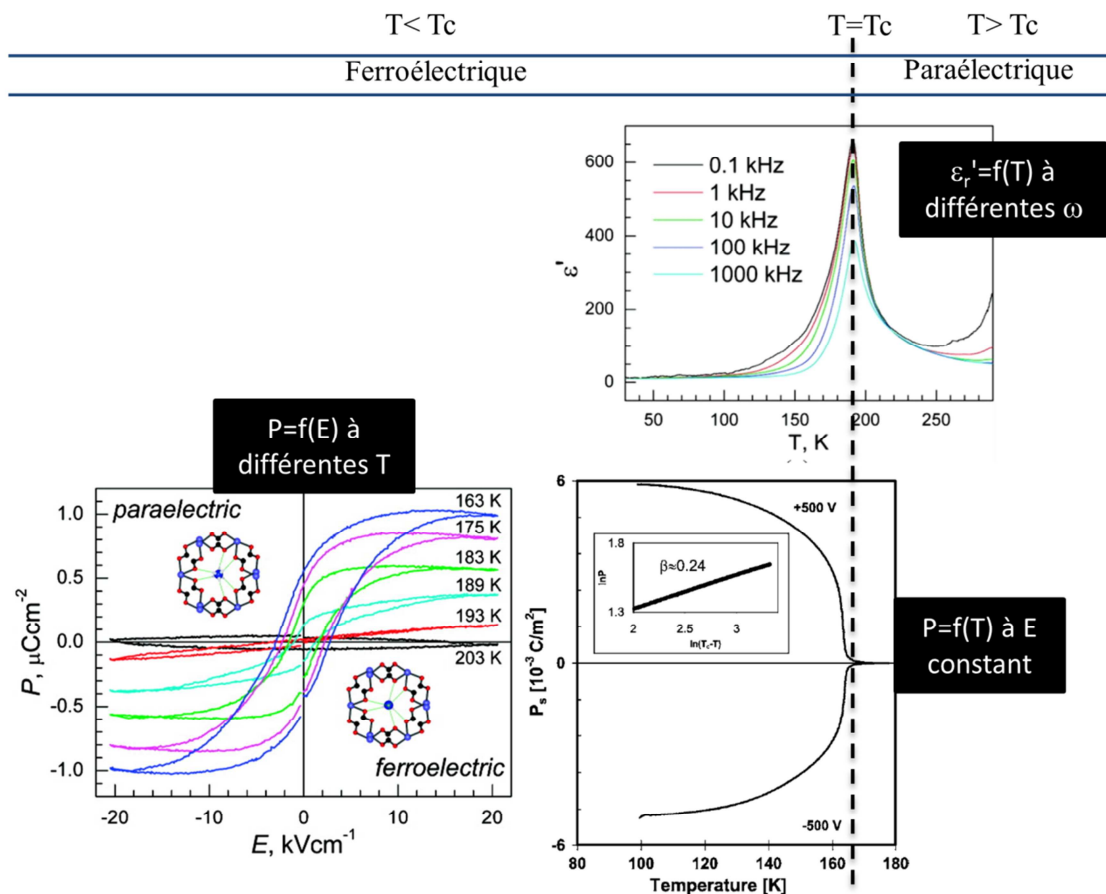 T< Tc
T=Tc
T> Tc
Ferroélectrique
Paraélectrique
600
400
200
0
ε'
0.1 kHz
1 kHz
10 kHz
100 kHz
1000 kHz
50
100
150
200
250
T, K
εr'=f(T) à
différentes ω
P=f(E) à
différentes T
1.0
0.5
0.0
-0.5
-1.0
P, μCcm-2
paraelectric
163 K
175 K
183 K
189 K
193 K
203 K
ferroelectric
-20
-10
0
10
20
E, kVcm-1
6
0
-6
Ps [10-3 C/m2]
+500 V
1.8
1.3
lnP
β≈0.24
2
2.5
3
ln(Tc-T)
-500 V
80
100
120
140
160
180
Temperature [K]
P=f(T) à E
constant